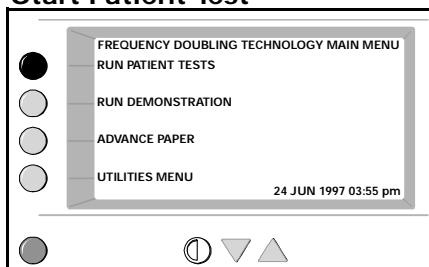 Start Patient Test
FREQUENCY DOUBLING TECHNOLOGY MAIN MENU
RUN PATIENT TESTS
RUN DEMONSTRATION
ADVANCE PAPER
UTILITIES MENU
24 JUN 1997 03:55 pm